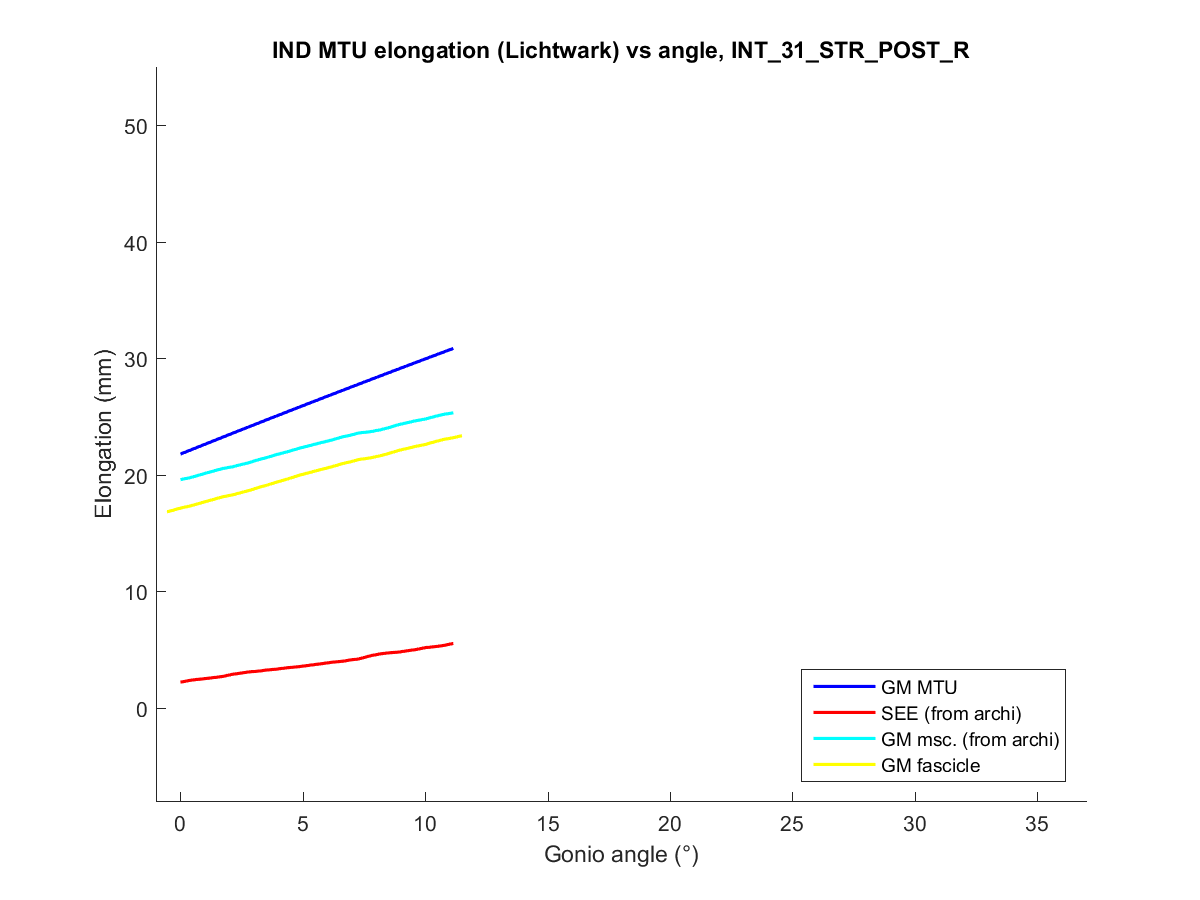 IND MTU elongation (Lichtwark) vs angle, INT_31_STR_POST_R
50
40
30
20
10
0
Elongation (mm)
0 5 10 15 20 25 30 35
Gonio angle (°)
GM MTU
SEE (from archi)
GM msc. (from archi)
GM fascicle